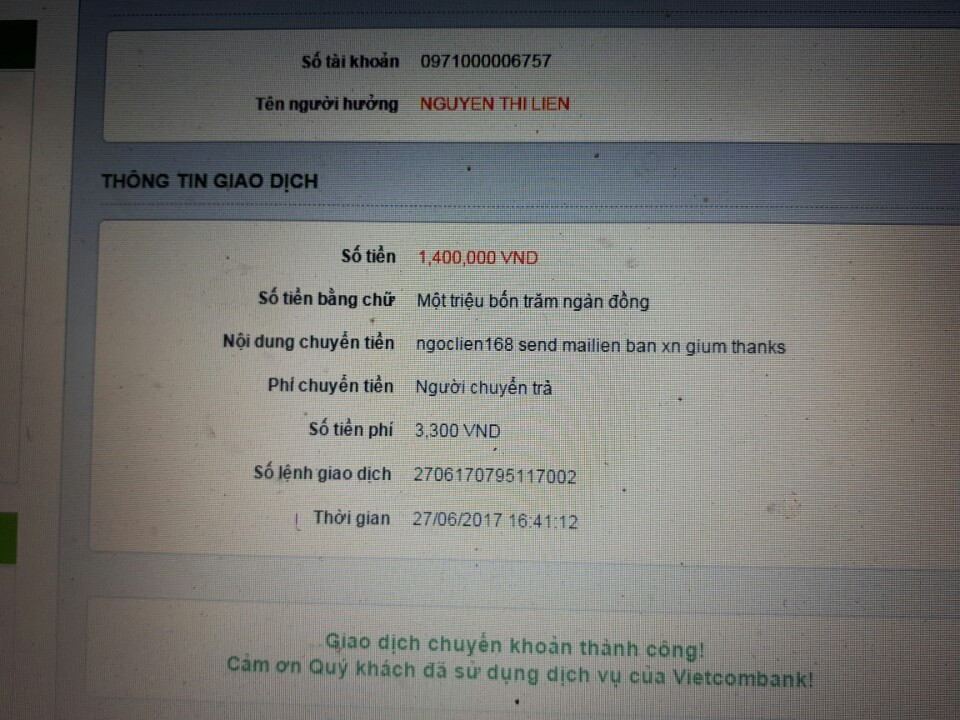 Số tài khoản 0971000006757
Tên người hưởng NGUYEN THI LIEN
THÔNG TIN GIAO DỊCH
Số tiền 1,400,000 VND
Số tiền bằng chữ Một triệu bốn trăm ngàn đồng
Nội dung chuyển tiền ngoclien168 send mailien ban xn gium thanks
Phí chuyển tiền Người chuyển trả
Số tiền phí 3,300 VND
Số lệnh giao dịch 2706170795117002
Thời gian 27/06/2017 16:41:12
Giao dịch chuyển khoản thành công!
Cảm ơn Quý khách đã sử dụng dịch vụ của Vietcombank!